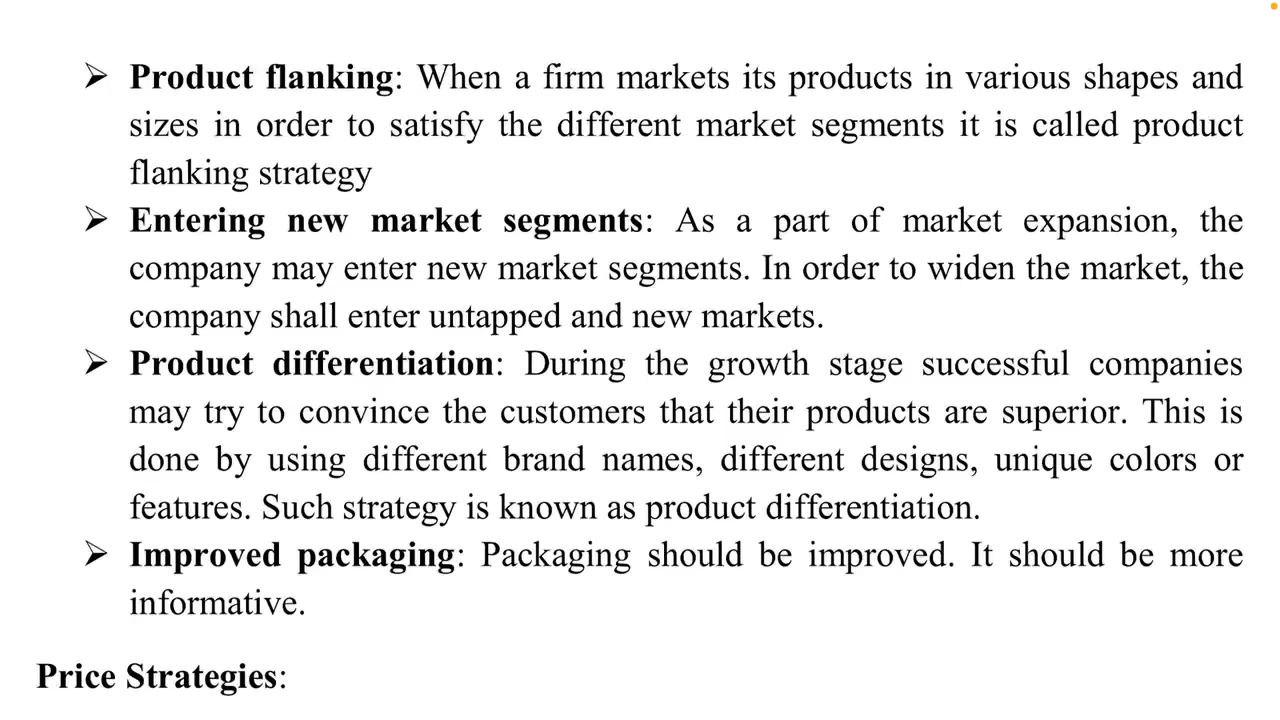 ➢ Product flanking: When a firm markets its products in various shapes and
sizes in order to satisfy the different market segments it is called product
flanking strategy
➢ Entering new market segments: As a part of market expansion, the
company may enter new market segments. In order to widen the market, the
company shall enter untapped and new markets.
➢ Product differentiation: During the growth stage successful companies
may try to convince the customers that their products are superior. This is
done by using different brand names, different designs, unique colors or
features. Such strategy is known as product differentiation.
➢ Improved packaging: Packaging should be improved. It should be more
informative.
Price Strategies: